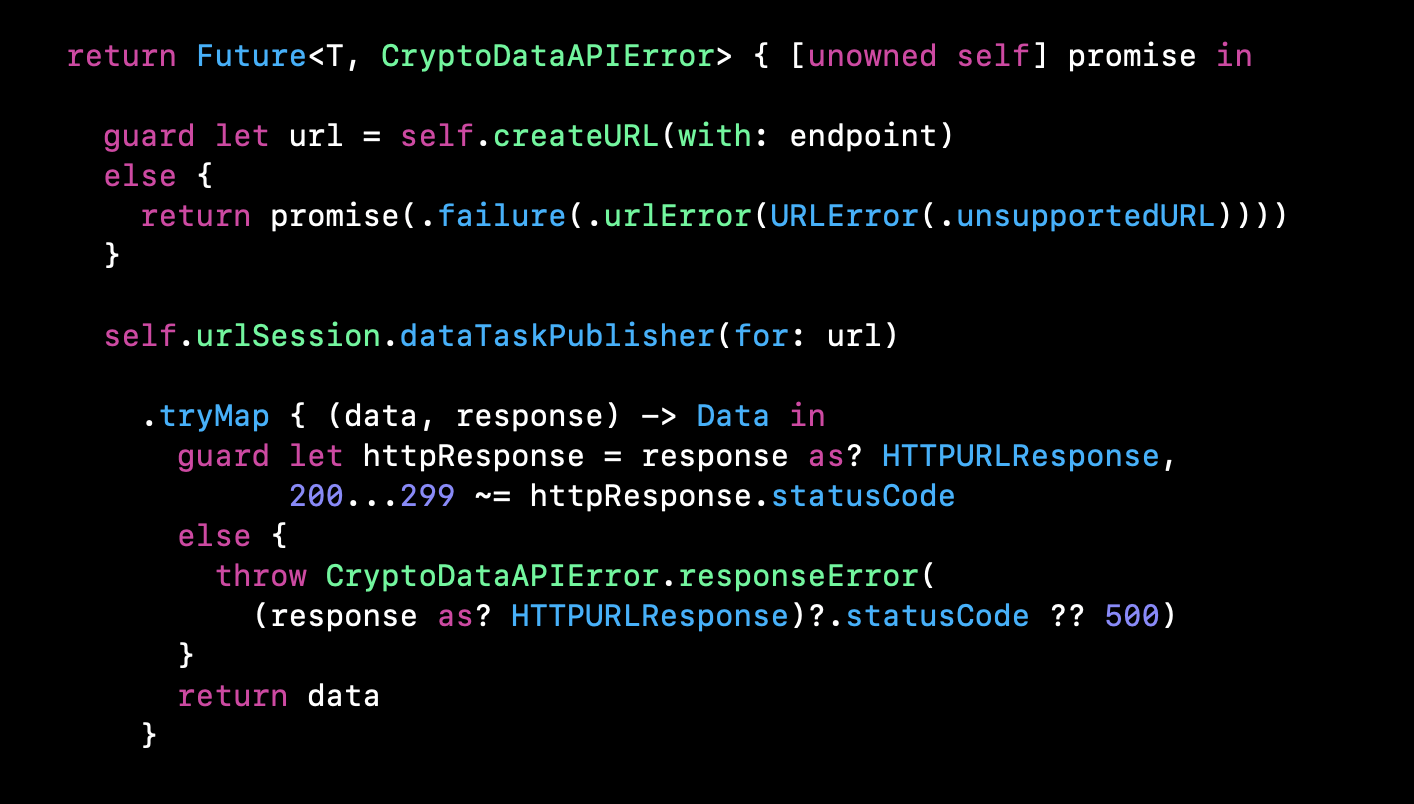 return Future<T, CryptoDataAPIError> { [unowned self] promise in
guard let url = self.createURL(with: endpoint)
else {
return promise(.failure(.urlError(URLError(.unsupportedURL))))
}
self.urlSession.dataTaskPublisher(for: url)
.tryMap { (data, response) -> Data in
guard let httpResponse = response as? HTTPURLResponse,
200...299 ~= httpResponse.statusCode
else {
throw CryptoDataAPIError.responseError(
(response as? HTTPURLResponse)?.statusCode ?? 500)
}
return data
}